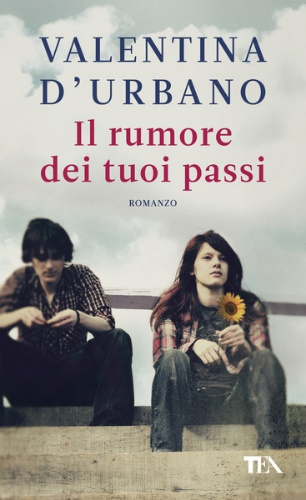 VALENTINA
D'URBANO
Il rumore
dei tuoi passi
ROMANZO
TEA